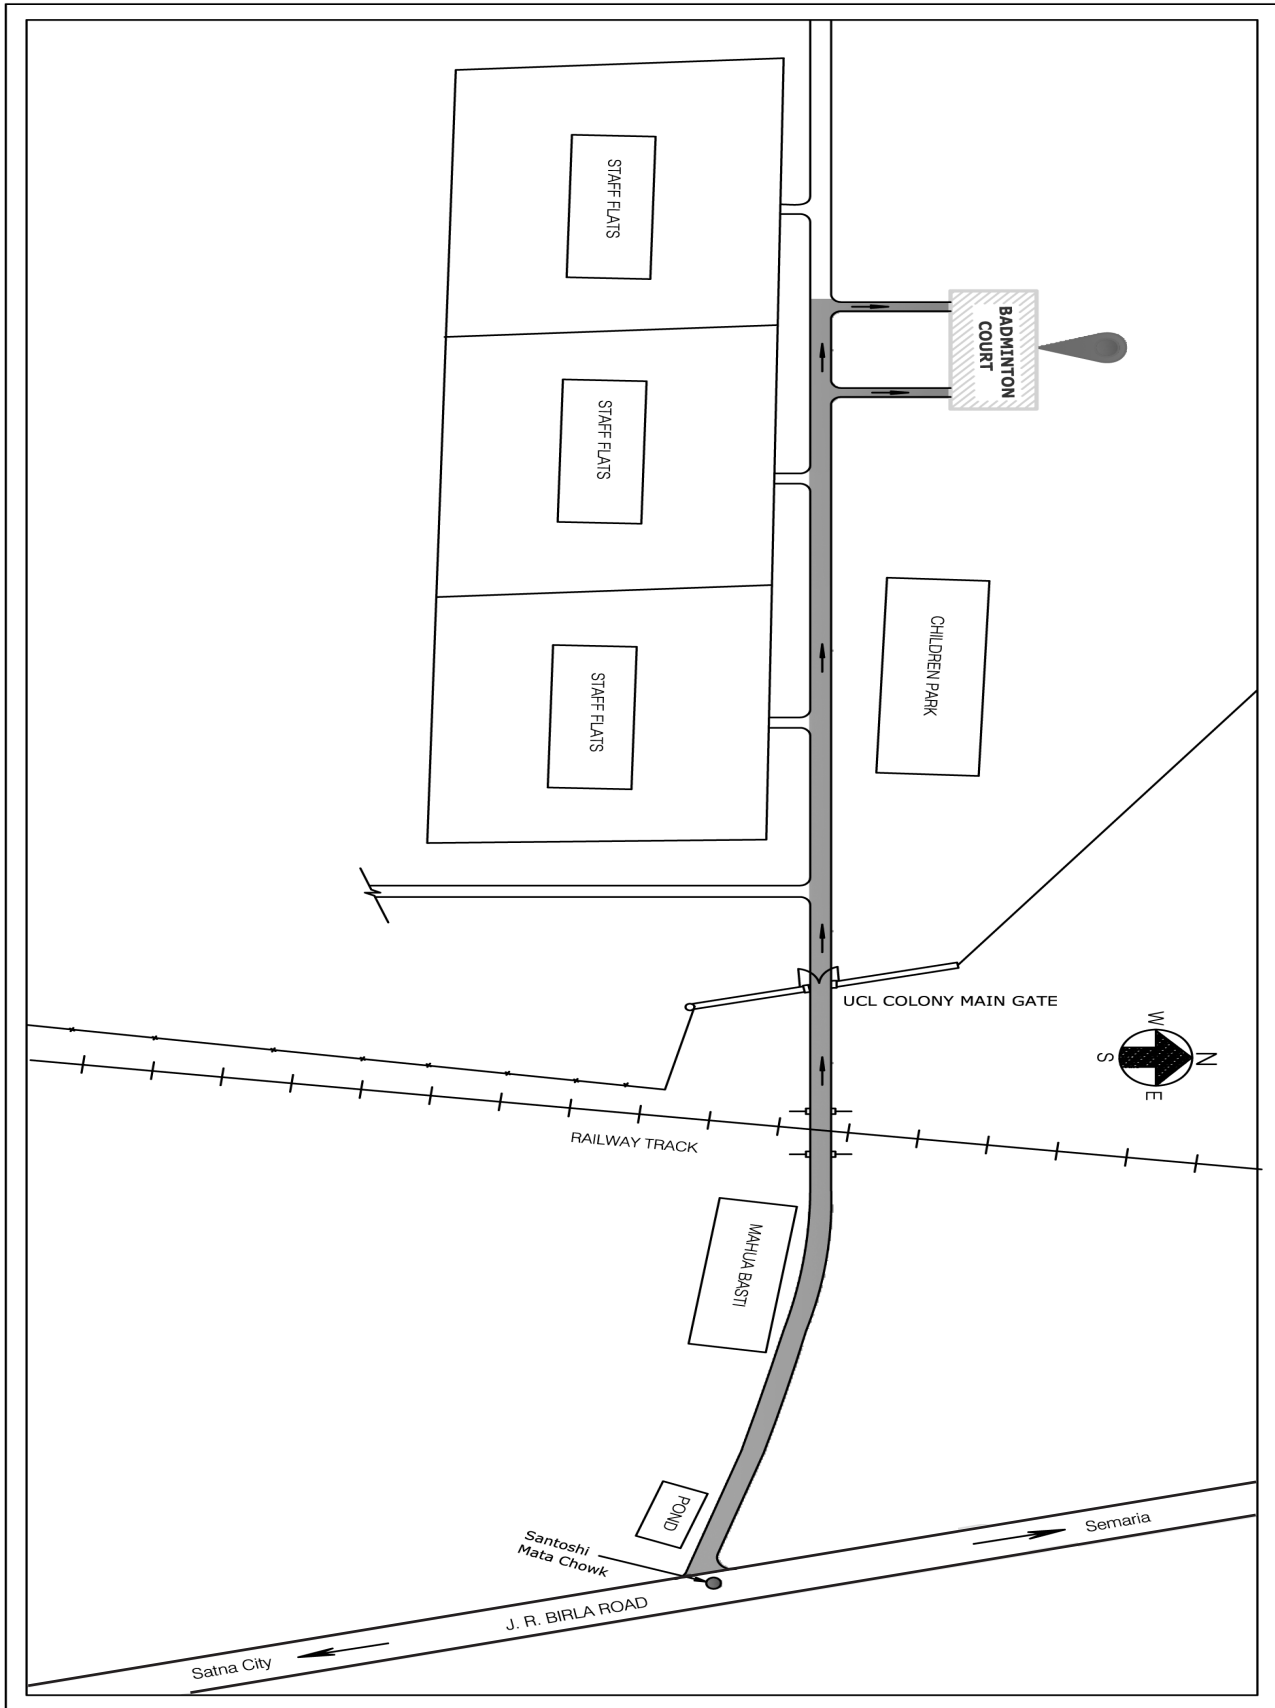 STAFF FLATS
BADMINTON
COURT
STAFF FLATS
CHILDREN PARK
STAFF FLATS
UCL COLONY MAIN GATE
W
N
S
E
RAILWAY TRACK
MAHUA BASTI
POND
Santoshi
Mata Chowk
Semaria
J. R. BIRLA ROAD
Satna City